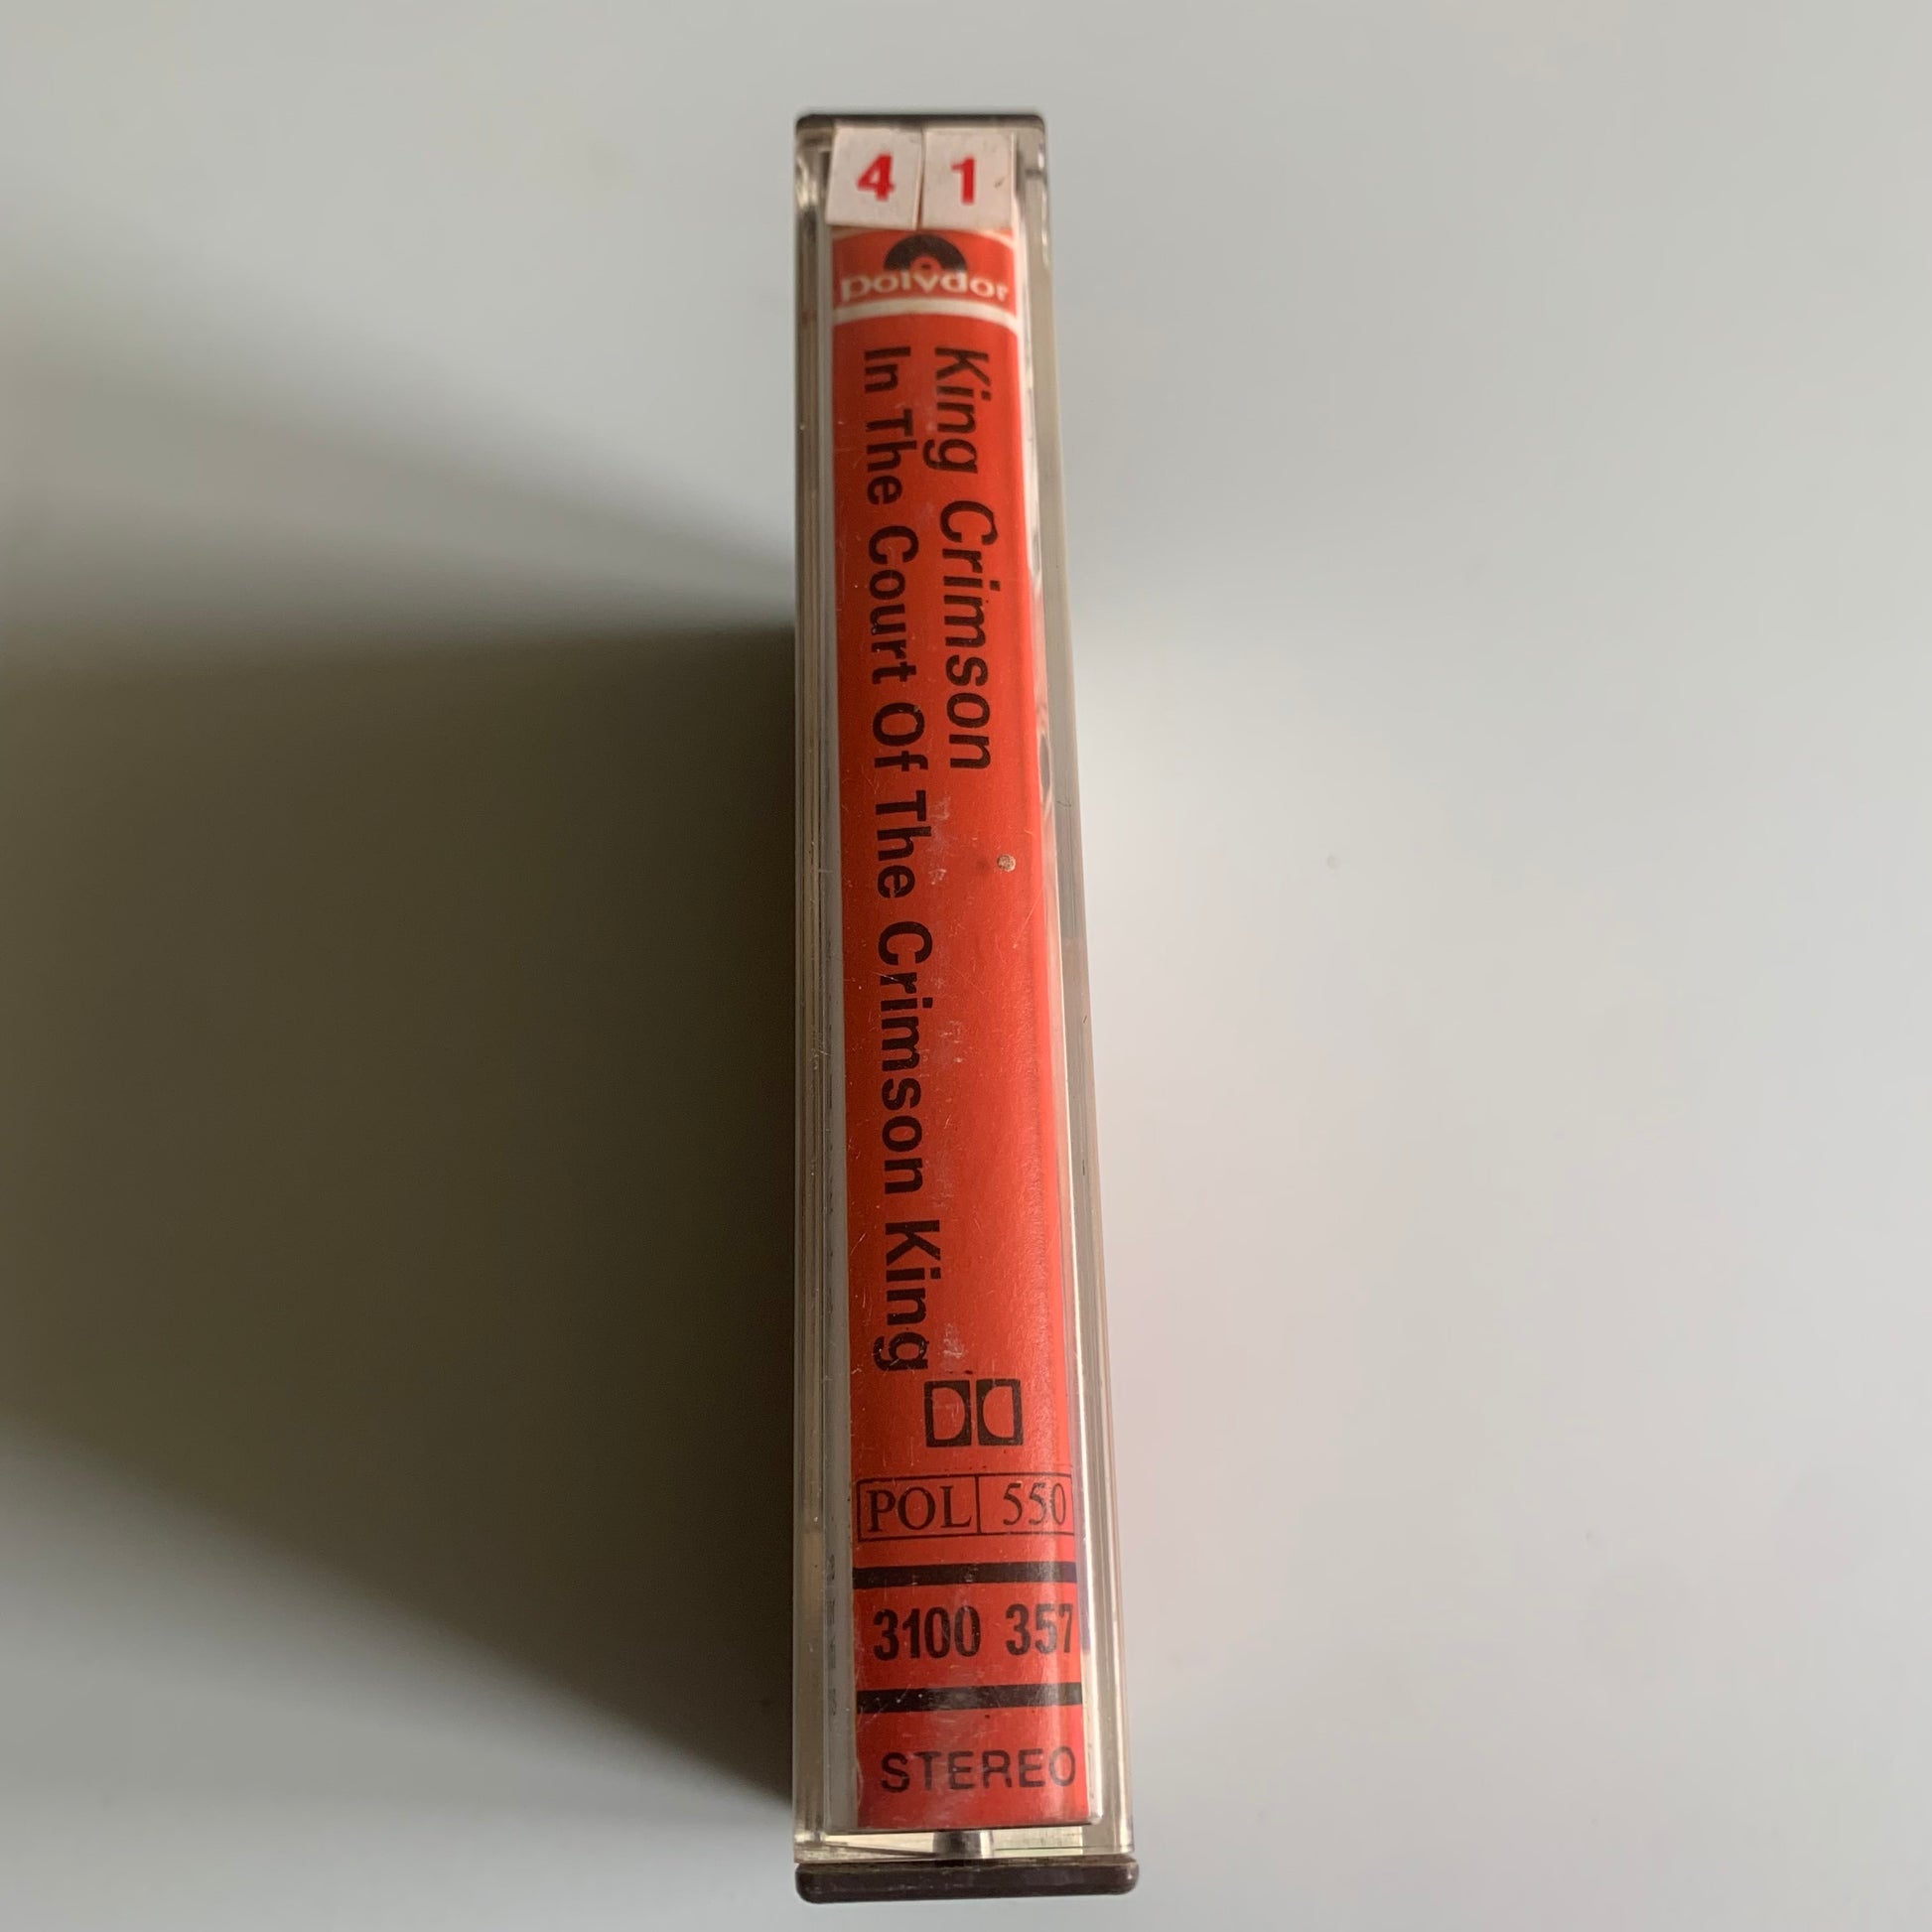 4 1
polydor
King Crimson
In The Court Of The Crimson King
POL 550
3100 357
STEREO